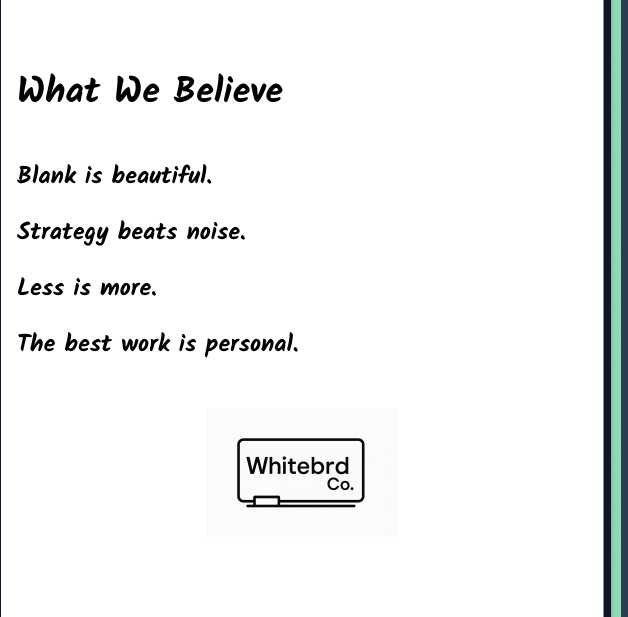 What We Believe
Blank is beautiful.
Strategy beats noise.
Less is more.
The best work is personal.
Whitebrd
Co.